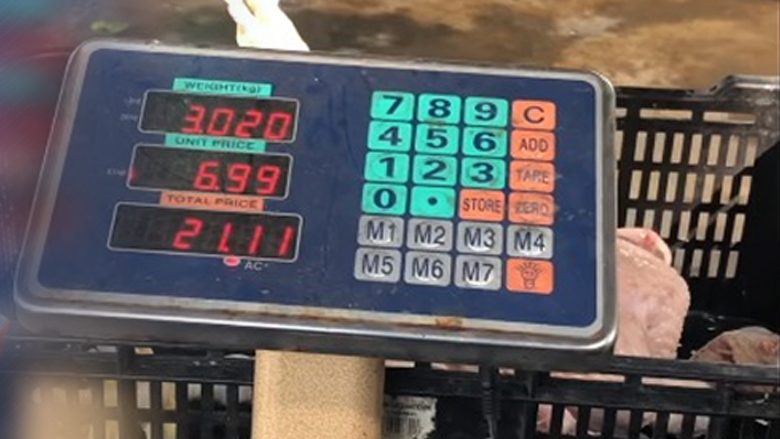 WEIGHT(kg)
3.020
UNIT PRICE
6.99
TOTAL PRICE
21.11
AC
7 8 9 C
4 5 6 ADD
1 2 3 TARE
0 . STORE ZERO
M1 M2 M3 M4
M5 M6 M7